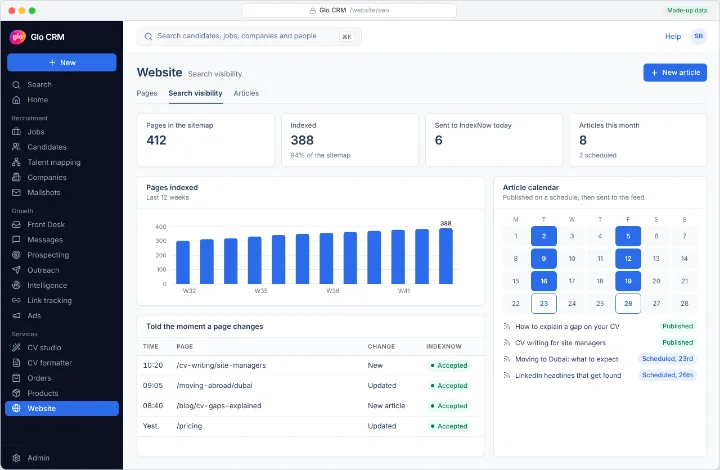 Glo CRM /website/seo
Made-up data
glo Glo CRM
+ New
Search
Home
Recruitment
Jobs
Candidates
Talent mapping
Companies
Mailshots
Growth
Front Desk
Messages
Prospecting
Outreach
Intelligence
Link tracking
Ads
Services
CV studio
CV formatter
Orders
Products
Website
Admin
Search candidates, jobs, companies and people ⌘K
Help SB
Website Search visibility
+ New article
Pages Search visibility Articles
Pages in the sitemap
412
Indexed
388
94% of the sitemap
Sent to IndexNow today
6
Articles this month
8
2 scheduled
Pages indexed
Last 12 weeks
388
400
300
200
100
0
W32 W35 W38 W41
Article calendar
Published on a schedule, then sent to the feed
M T W T F S S
1 2 3 4 5 6 7
8 9 10 11 12 13 14
15 16 17 18 19 20 21
22 23 24 25 26 27 28
How to explain a gap on your CV Published
CV writing for site managers Published
Moving to Dubai: what to expect Scheduled, 23rd
LinkedIn headlines that get found Scheduled, 26th
Told the moment a page changes
TIME PAGE CHANGE INDEXNOW
10:20 /cv-writing/site-managers New Accepted
09:05 /moving-abroad/dubai Updated Accepted
08:40 /blog/cv-gaps-explained New article Accepted
Yest. /pricing Updated Accepted